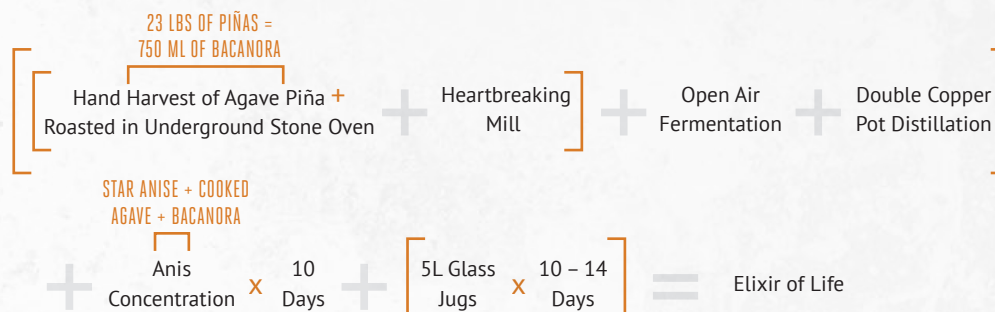 23 LBS OF PIÑAS =
750 ML OF BACANORA
Hand Harvest of Agave Piña +
Roasted in Underground Stone Oven
+
Heartbreaking
Mill
+
Open Air
Fermentation
+
Double Copper
Pot Distillation
STAR ANISE + COOKED
AGAVE + BACANORA
+
Anis
Concentration
x
10
Days
+
5L Glass
Jugs
x
10 – 14
Days
=
Elixir of Life